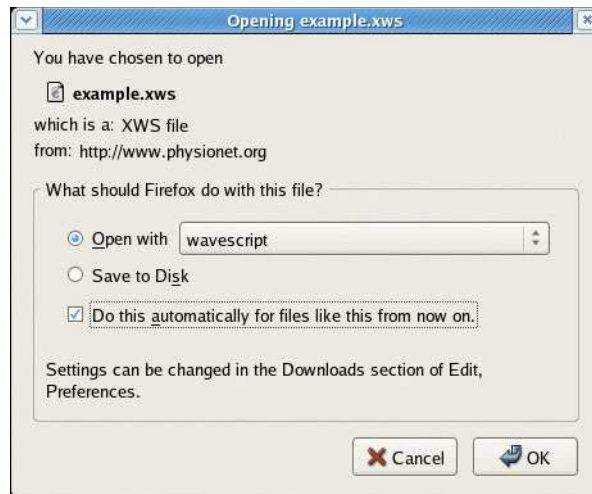 Opening example.xws
You have chosen to open
example.xws
which is a: XWS file
from: http://www.physionet.org
What should Firefox do with this file?
Open with wavescript
Save to Disk
Do this automatically for files like this from now on.
Settings can be changed in the Downloads section of Edit,
Preferences.
Cancel OK